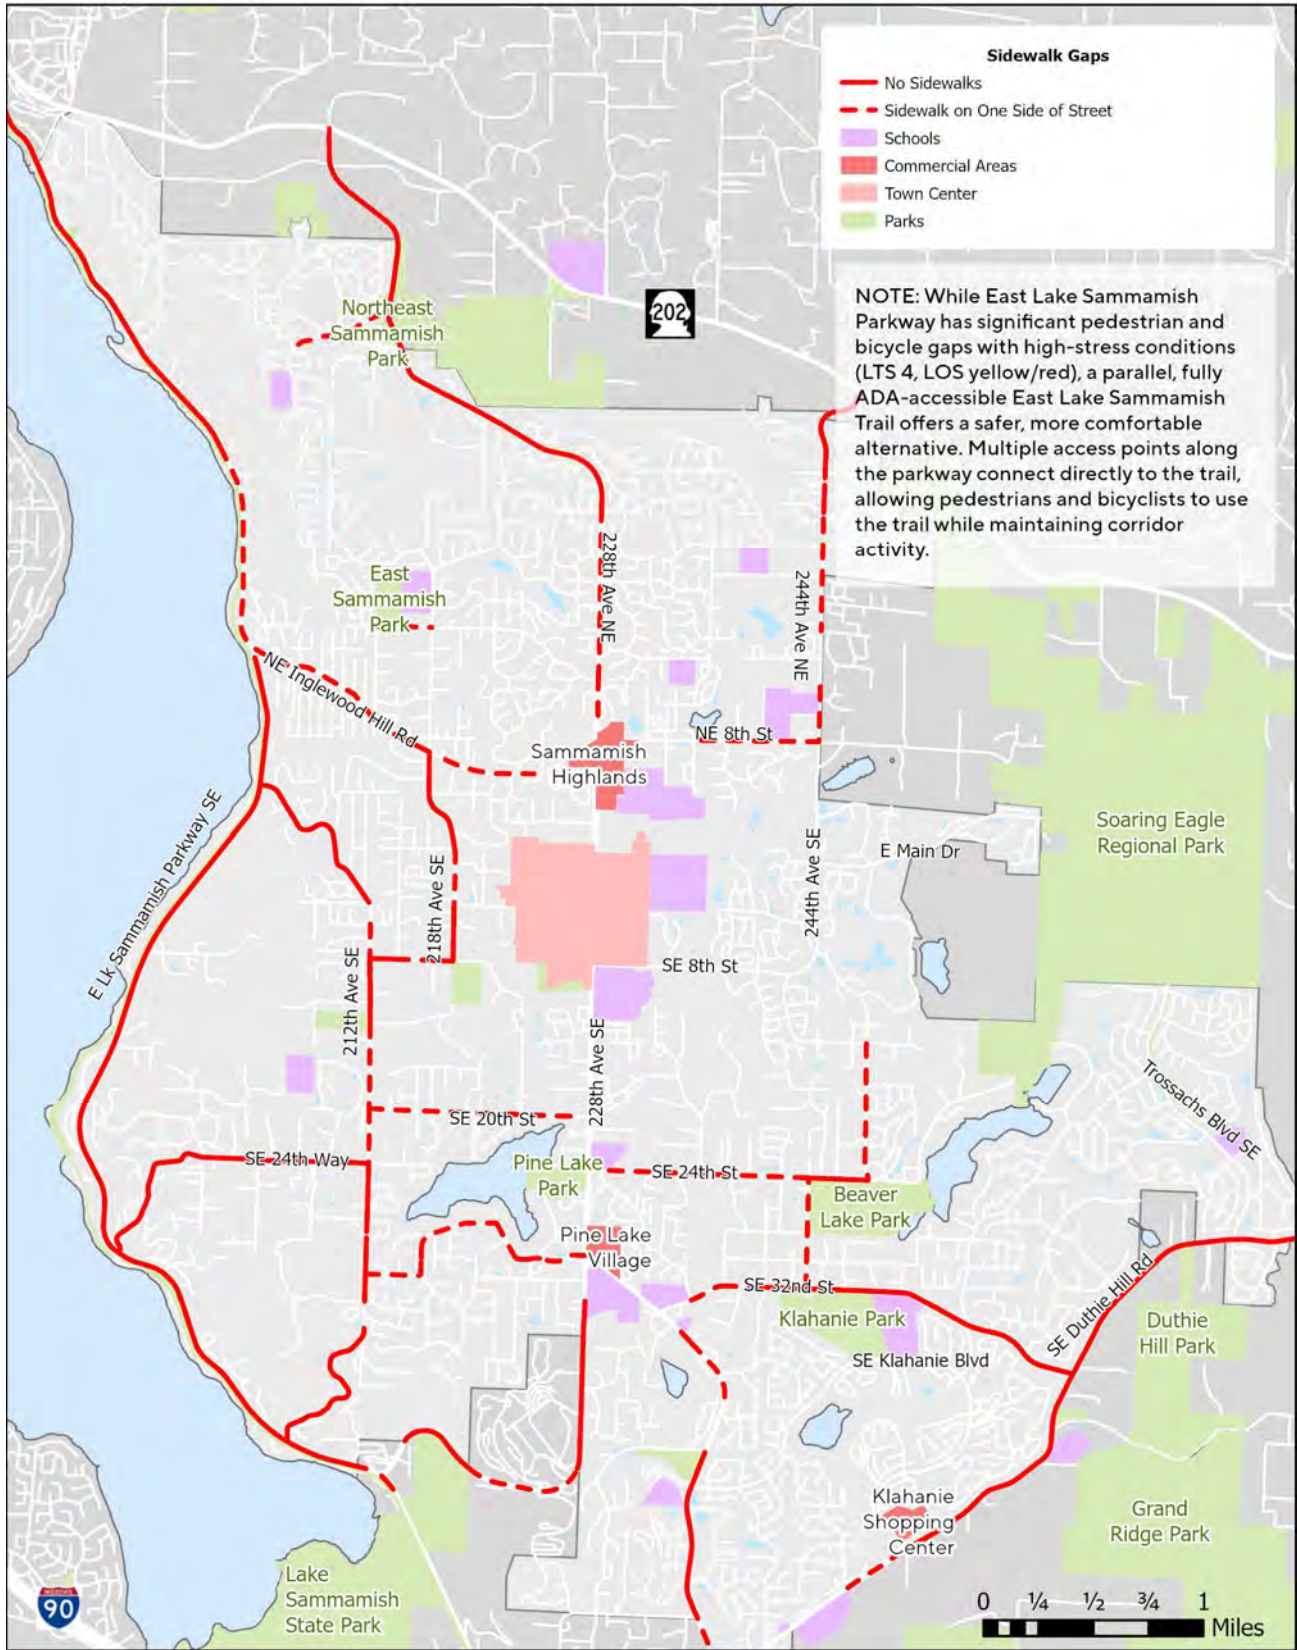 Sidewalk Gaps
No Sidewalks
Sidewalk on One Side of Street
Schools
Commercial Areas
Town Center
Parks
NOTE: While East Lake Sammamish
Parkway has significant pedestrian and
bicycle gaps with high-stress conditions
(LTS 4, LOS yellow/red), a parallel, fully
ADA-accessible East Lake Sammamish
Trail offers a safer, more comfortable
alternative. Multiple access points along
the parkway connect directly to the trail,
allowing pedestrians and bicyclists to use
the trail while maintaining corridor
activity.
202
Northeast
Sammamish
Park
228th Ave NE
244th Ave NE
East
Sammamish
Park
NE Inglewood Hill Rd
NE 8th St
Sammamish
Highlands
E Lk Sammamish Parkway SE
218th Ave SE
244th Ave SE
E Main Dr
Soaring Eagle
Regional Park
212th Ave SE
SE 8th St
228th Ave SE
SE 20th St
Trossachs Blvd SE
SE 24th Way
Pine Lake
Park
SE 24th St
Beaver
Lake Park
Pine Lake
Village
SE 32nd St
SE Duthie Hill Rd
Klahanie Park
Duthie
Hill Park
SE Klahanie Blvd
Klahanie
Shopping
Center
Grand
Ridge Park
Lake
Sammamish
State Park
INTERSTATE
90
0 ¼ ½ ¾ 1
Miles